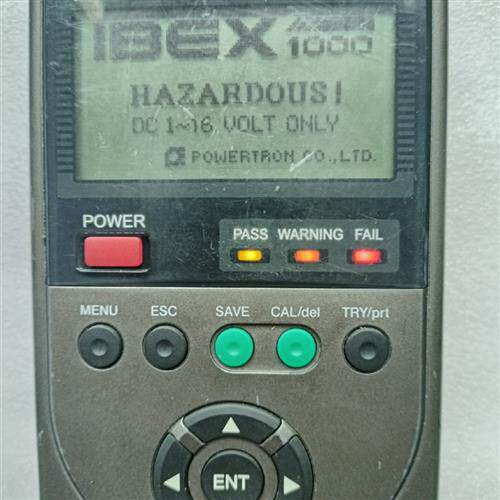 IBEX
1000
HAZARDOUS!
DC 1~16 VOLT ONLY
POWERTRON CO.,LTD.
POWER
PASS WARNING FAIL
MENU ESC SAVE CAL/del TRY/prt
ENT